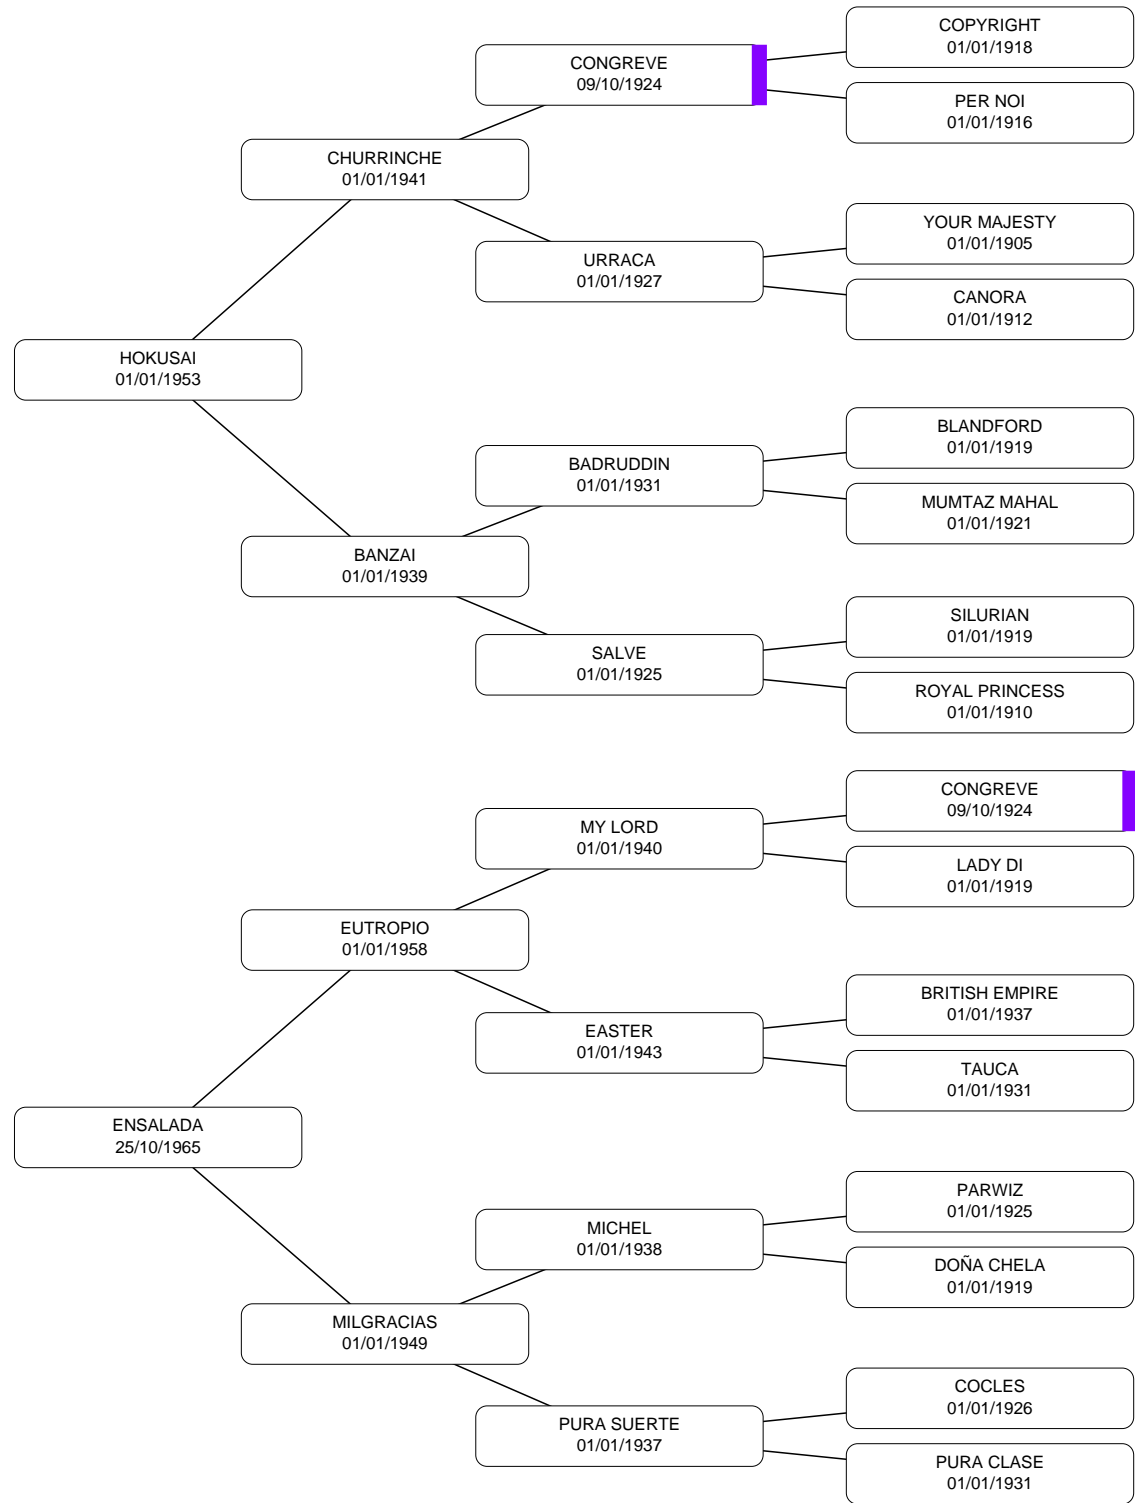 COPYRIGHT
01/01/1918
CONGREVE
09/10/1924
PER NOI
01/01/1916
CHURRINCHE
01/01/1941
YOUR MAJESTY
01/01/1905
URRACA
01/01/1927
CANORA
01/01/1912
HOKUSAI
01/01/1953
BLANDFORD
01/01/1919
BADRUDDIN
01/01/1931
MUMTAZ MAHAL
01/01/1921
BANZAI
01/01/1939
SILURIAN
01/01/1919
SALVE
01/01/1925
ROYAL PRINCESS
01/01/1910
CONGREVE
09/10/1924
MY LORD
01/01/1940
LADY DI
01/01/1919
EUTROPIO
01/01/1958
BRITISH EMPIRE
01/01/1937
EASTER
01/01/1943
TAUCA
01/01/1931
ENSALADA
25/10/1965
PARWIZ
01/01/1925
MICHEL
01/01/1938
DOÑA CHELA
01/01/1919
MILGRACIAS
01/01/1949
COCLES
01/01/1926
PURA SUERTE
01/01/1937
PURA CLASE
01/01/1931